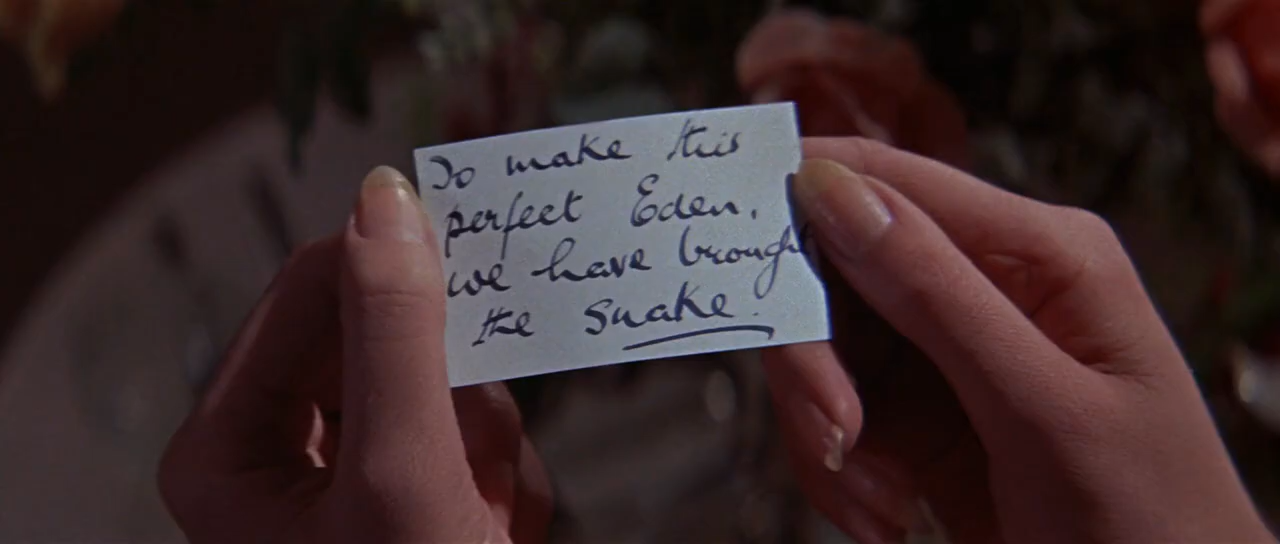 To make this
perfect Eden,
we have brought
the Snake.